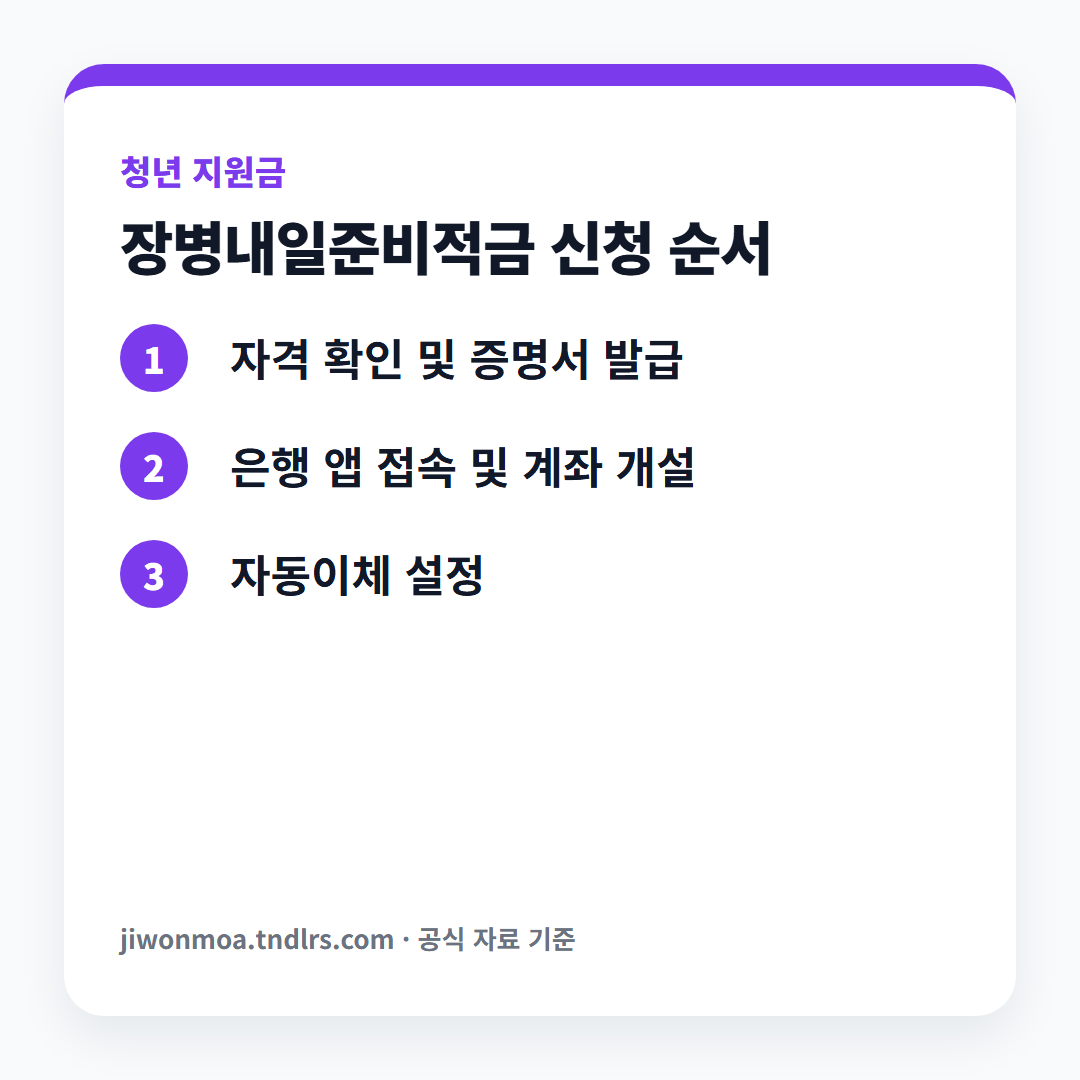 청년 지원금
장병내일준비적금 신청 순서
1 자격 확인 및 증명서 발급
2 은행 앱 접속 및 계좌 개설
3 자동이체 설정
jiwonmoa.tndlrs.com · 공식 자료 기준